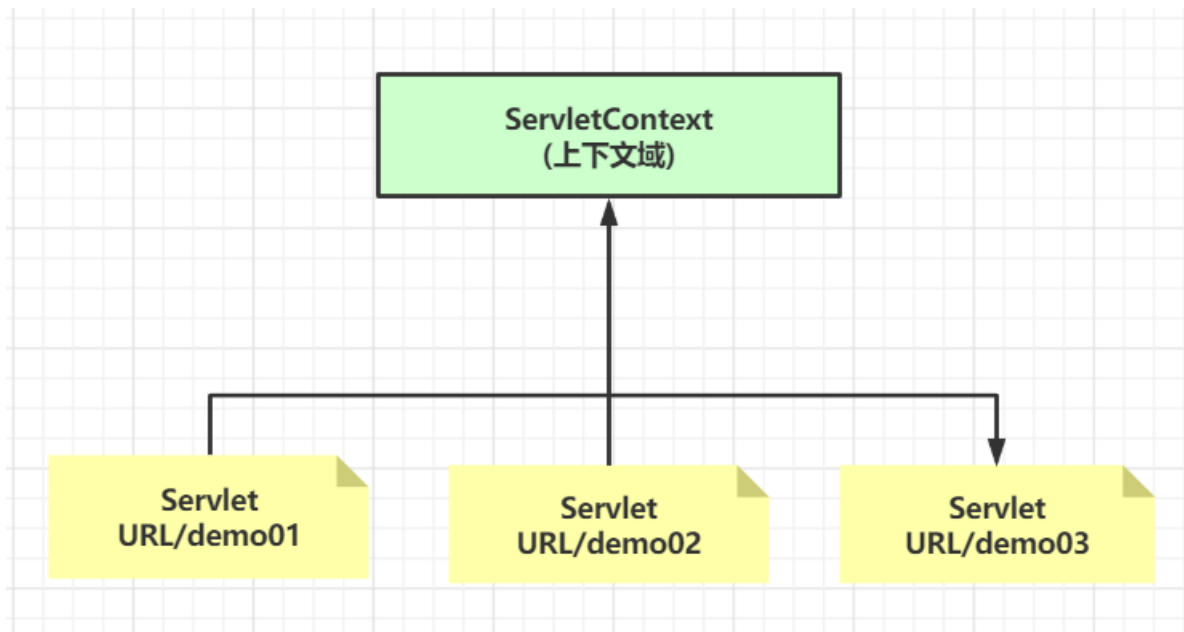 ServletContext
(上下文域)
Servlet
URL/demo01
Servlet
URL/demo02
Servlet
URL/demo03